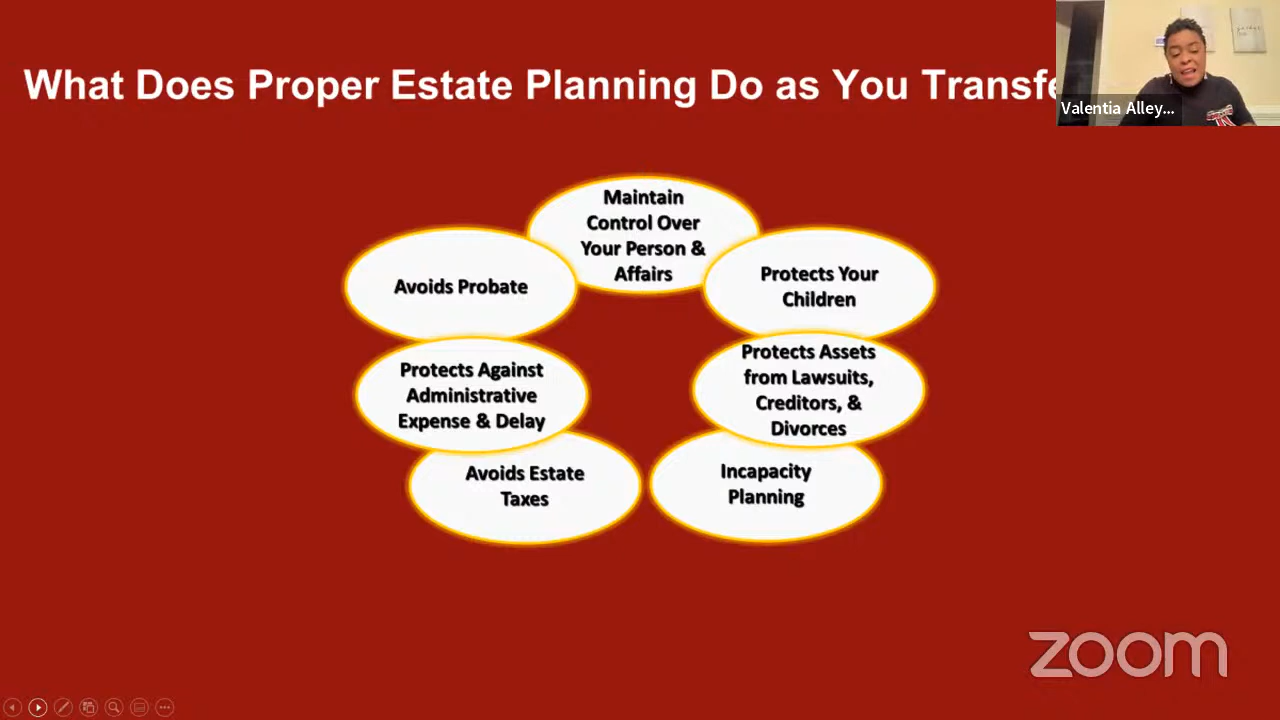 What Does Proper Estate Planning Do as You Transfe
Valentia Alley...
Maintain
Control Over
Your Person &
Affairs
Avoids Probate
Protects Your
Children
Protects Against
Administrative
Expense & Delay
Protects Assets
from Lawsuits,
Creditors, &
Divorces
Avoids Estate
Taxes
Incapacity
Planning
zoom